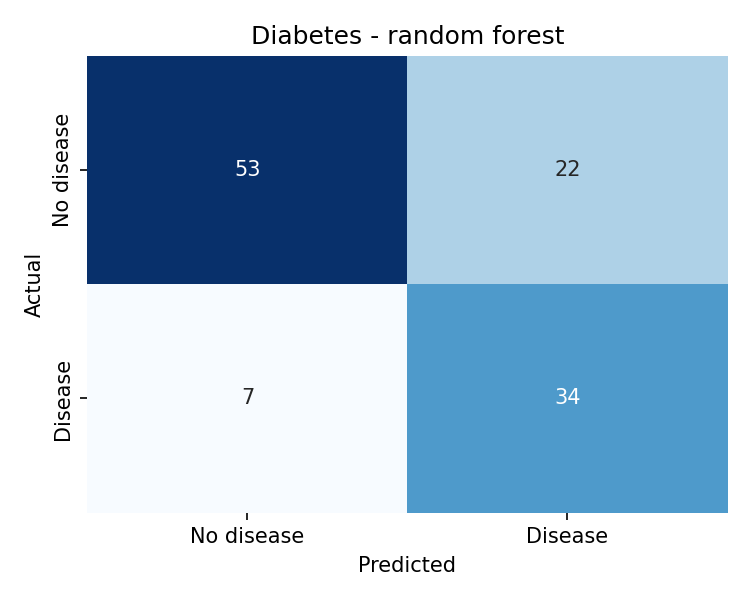 Diabetes - random forest
No disease
53
22
Actual
Disease
7
34
No disease
Disease
Predicted